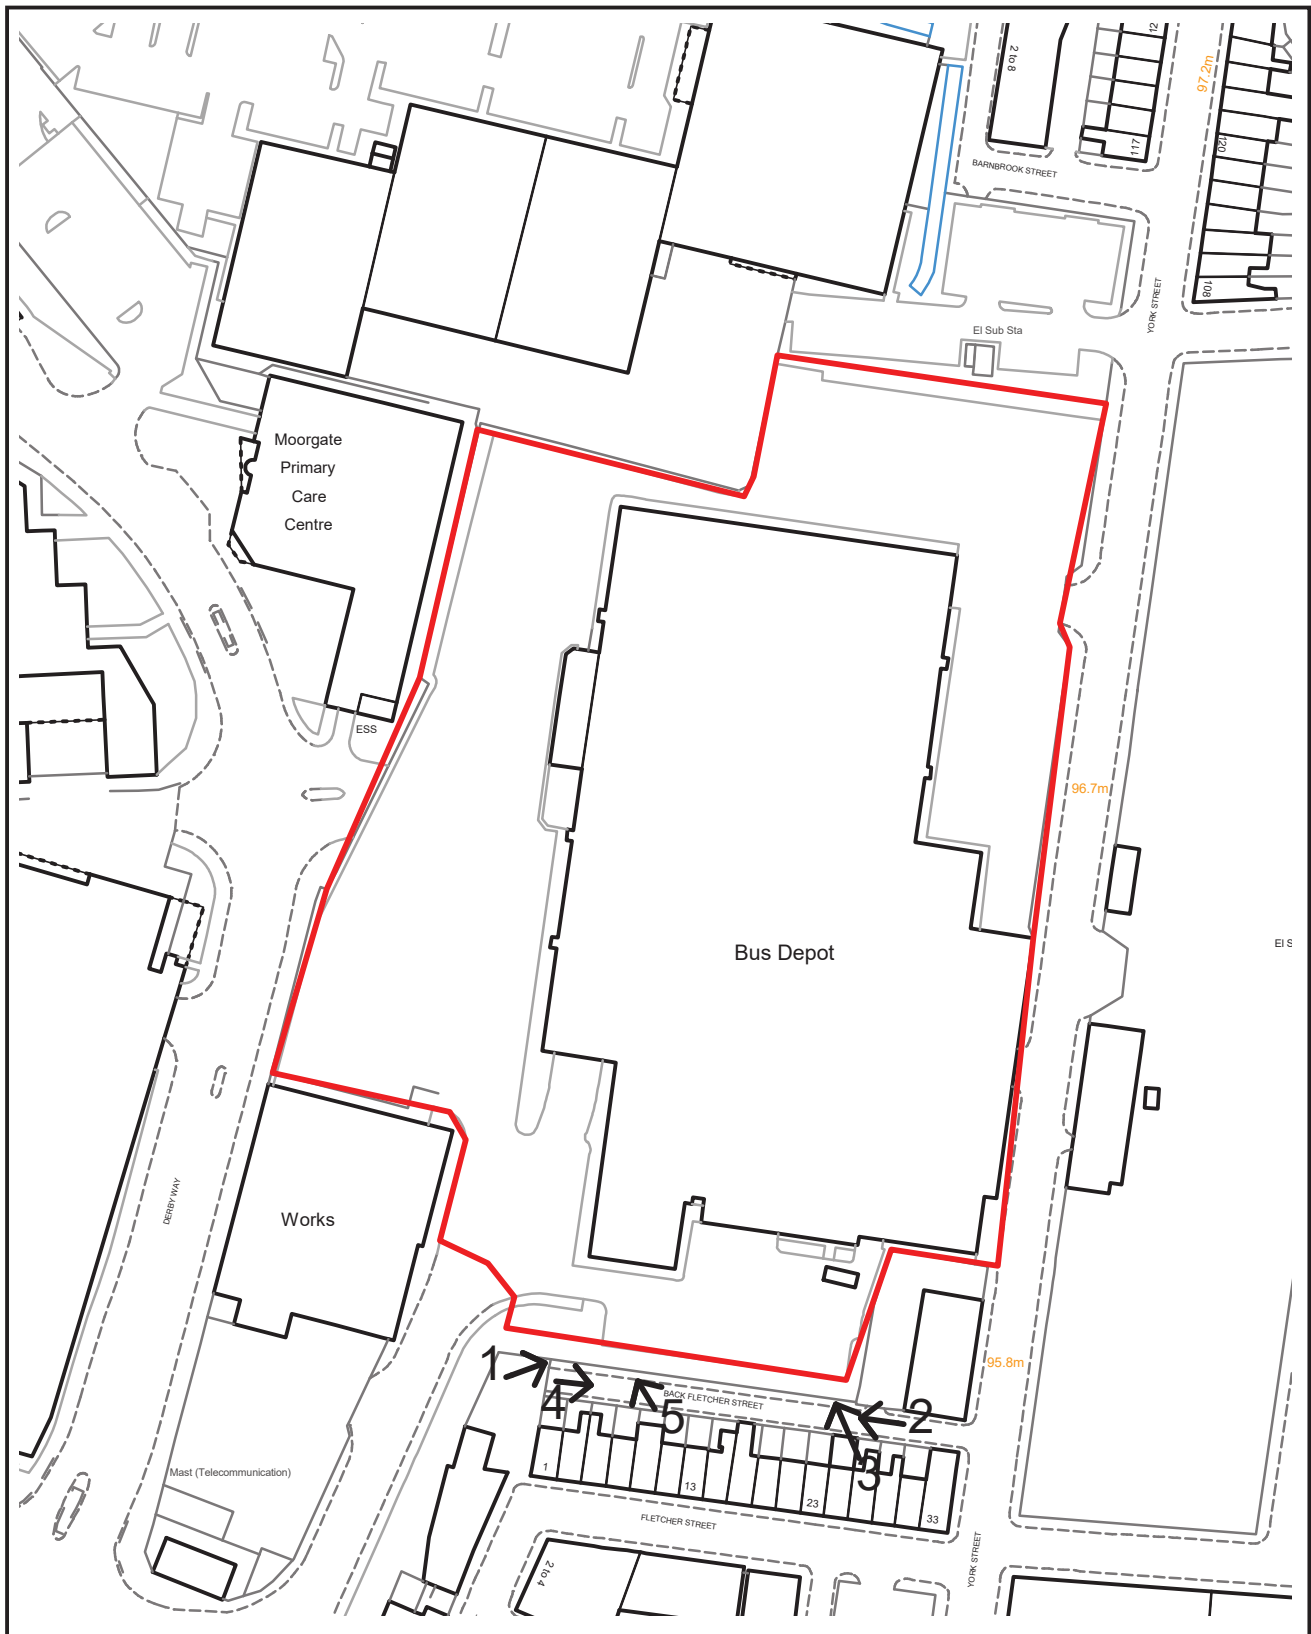 2 to 8
12
97.2m
117
120
BARNBROOK STREET
108
YORK STREET
El Sub Sta
Moorgate
Primary
Care
Centre
ESS
96.7m
Bus Depot
El S
DERBY WAY
Works
95.8m
1
4
5
2
3
BACK FLETCHER STREET
Mast (Telecommunication)
1
13
23
33
FLETCHER STREET
YORK STREET
2 to 4